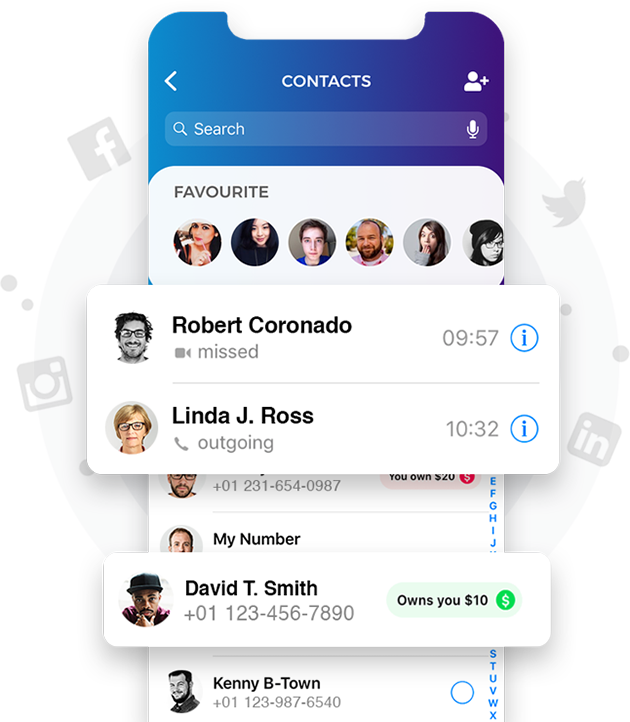 CONTACTS
Search
FAVOURITE
Robert Coronado
09:57
missed
Linda J. Ross
10:32
outgoing
+01 231-654-0987
You own $20 $
E
F
G
H
I
J
My Number
David T. Smith
+01 123-456-7890
Owns you $10 $
S
T
U
V
W
X
Kenny B-Town
+01 123-987-6540
f
in